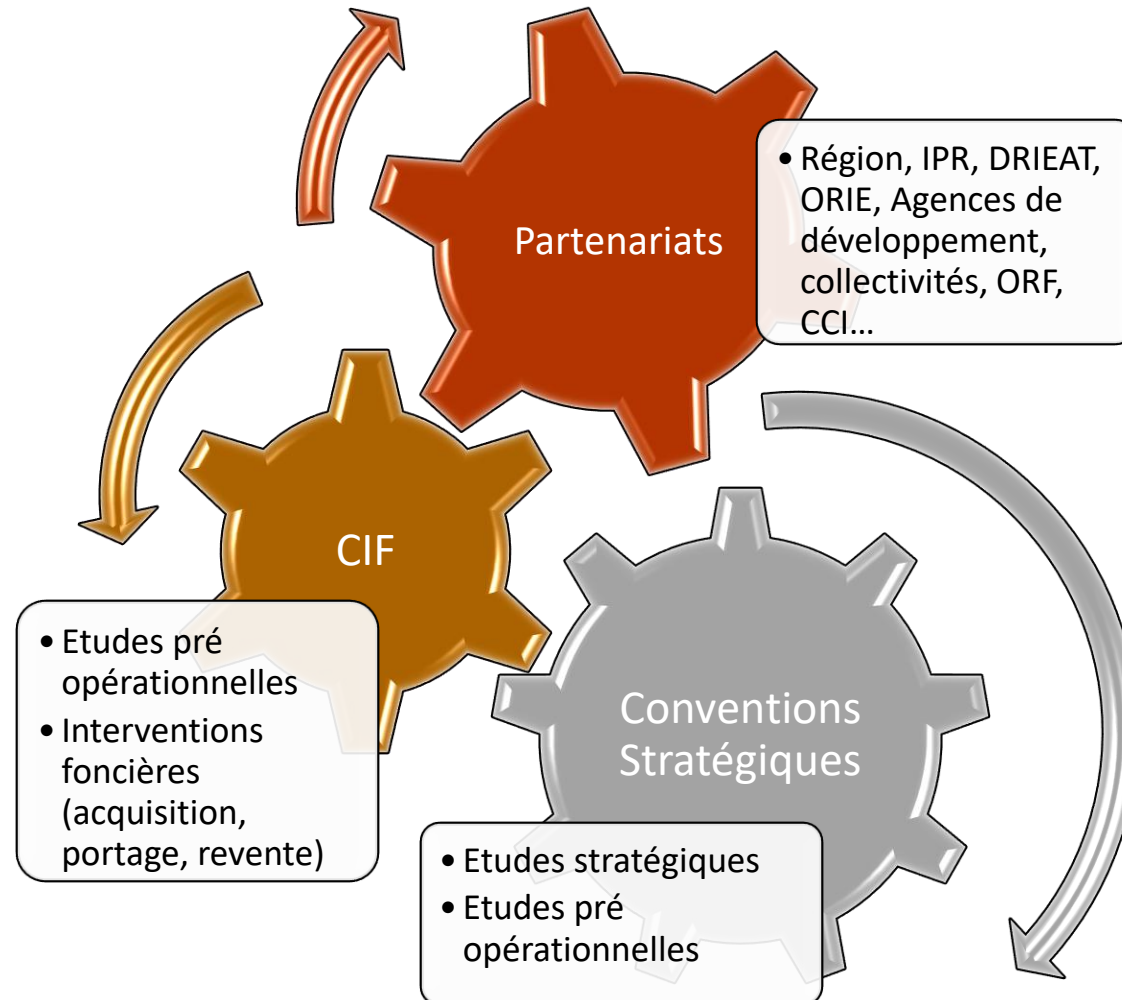 Partenariats
• Région, IPR, DRIEAT,
ORIE, Agences de
développement,
collectivités, ORF,
CCI…
CIF
• Etudes pré
opérationnelles
• Interventions
foncières
(acquisition,
portage, revente)
Conventions
Stratégiques
• Etudes stratégiques
• Etudes pré
opérationnelles